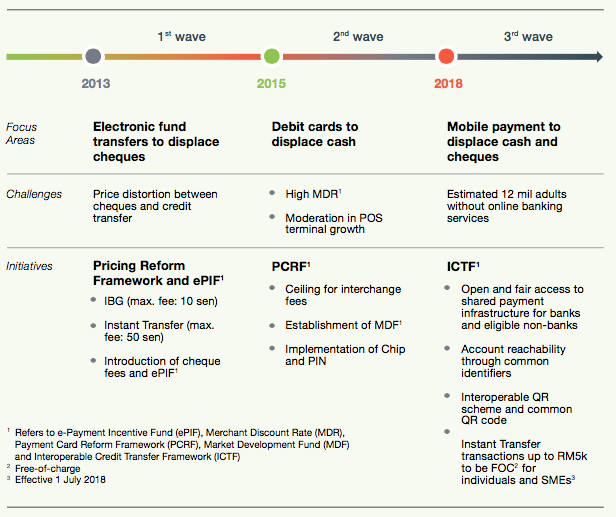 1st wave
2nd wave
3rd wave
2013
2015
2018
Focus
Areas
Electronic fund
transfers to displace
cheques
Debit cards to
displace cash
Mobile payment to
displace cash and
cheques
Challenges
Price distortion between
cheques and credit
transfer
• High MDR1
• Moderation in POS
terminal growth
Estimated 12 mil adults
without online banking
services
Initiatives
Pricing Reform
Framework and ePIF1
• IBG (max. fee: 10 sen)
• Instant Transfer (max.
fee: 50 sen)
• Introduction of cheque
fees and ePIF1
PCRF1
• Ceiling for interchange
fees
• Establishment of MDF1
• Implementation of Chip
and PIN
ICTF1
• Open and fair access to
shared payment
infrastructure for banks
and eligible non-banks
• Account reachability
through common
identifiers
• Interoperable QR
scheme and common
QR code
• Instant Transfer
transactions up to RM5k
to be FOC2 for
individuals and SMEs3
1 Refers to e-Payment Incentive Fund (ePIF), Merchant Discount Rate (MDR),
Payment Card Reform Framework (PCRF), Market Development Fund (MDF)
and Interoperable Credit Transfer Framework (ICTF)
2 Free-of-charge
3 Effective 1 July 2018